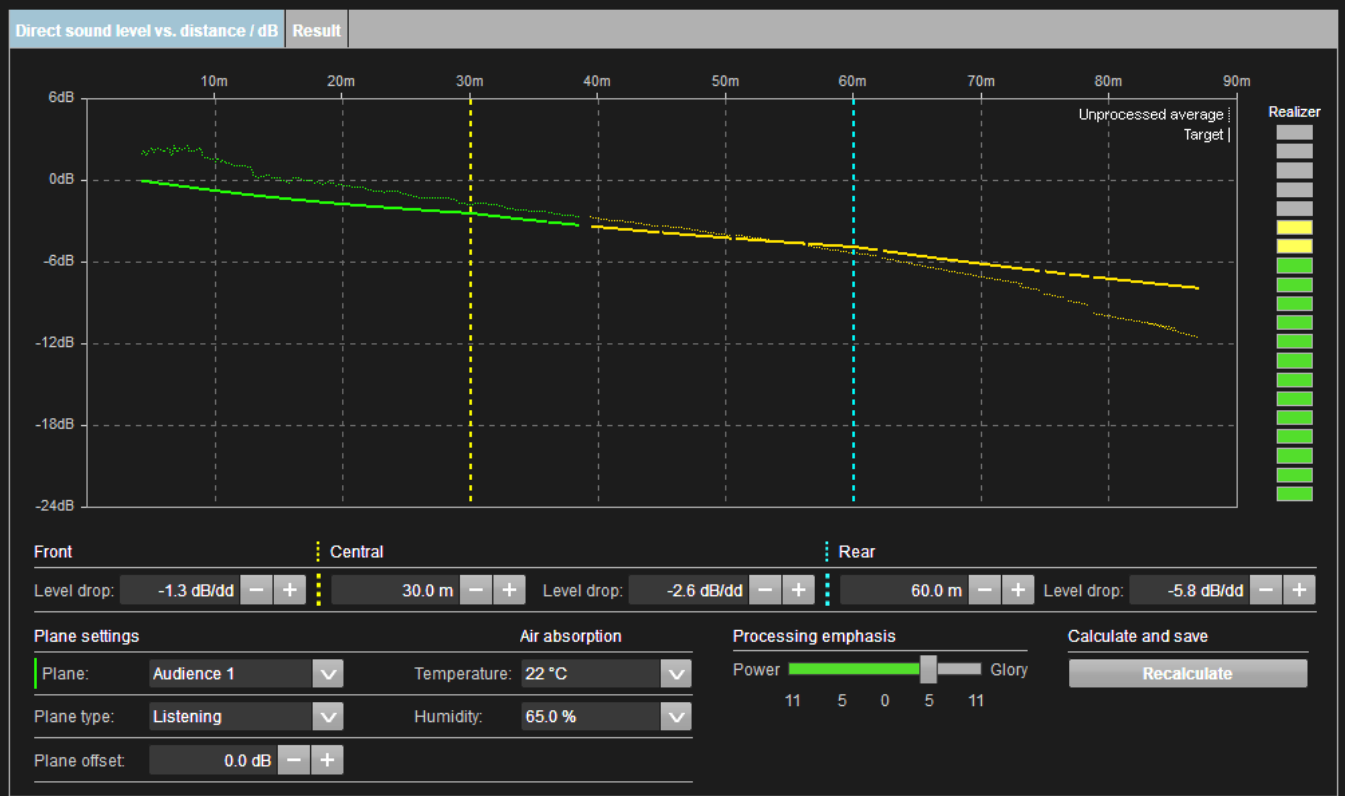 Direct sound level vs. distance / dB Result
10m 20m 30m 40m 50m 60m 70m 80m 90m
6dB
Unprocessed average
Realizer
Target
0dB
-6dB
-12dB
-18dB
-24dB
Front Central Rear
Level drop: -1.3 dB/dd − + 30.0 m − + Level drop: -2.6 dB/dd − + 60.0 m − + Level drop: -5.8 dB/dd − +
Plane settings Air absorption Processing emphasis Calculate and save
Plane: Audience 1 Temperature: 22 °C Power Glory Recalculate
11 5 0 5 11
Plane type: Listening Humidity: 65.0 %
Plane offset: 0.0 dB − +